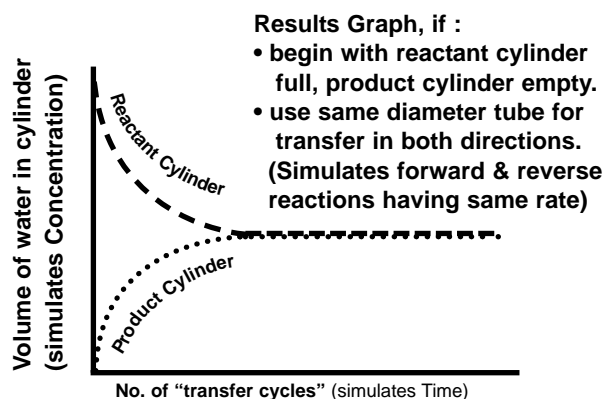 Results Graph, if :
• begin with reactant cylinder
full, product cylinder empty.
• use same diameter tube for
transfer in both directions.
(Simulates forward & reverse
reactions having same rate)
Volume of water in cylinder
(simulates Concentration)
Reactant Cylinder
Product Cylinder
No. of “transfer cycles” (simulates Time)